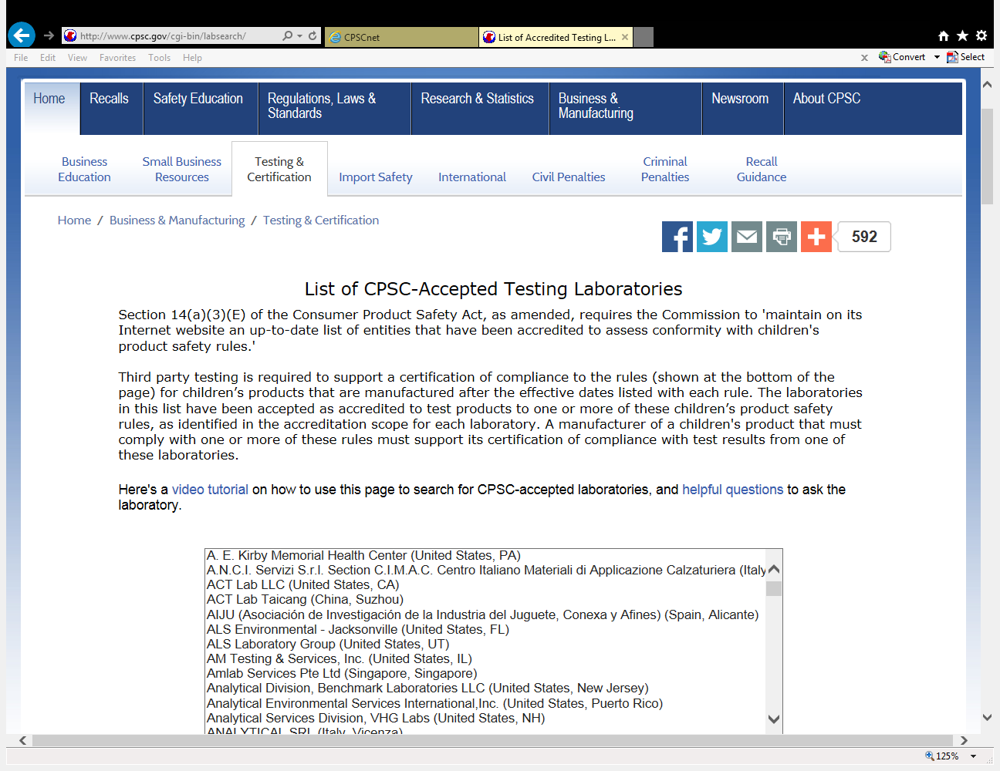 http://www.cpsc.gov/cgi-bin/labsearch/
CPSCnet
List of Accredited Testing L...
File Edit View Favorites Tools Help
Convert Select
Home
Recalls
Safety Education
Regulations, Laws &
Standards
Research & Statistics
Business &
Manufacturing
Newsroom
About CPSC
Business
Education
Small Business
Resources
Testing &
Certification
Import Safety
International
Civil Penalties
Criminal
Penalties
Recall
Guidance
Home / Business & Manufacturing / Testing & Certification
592
List of CPSC-Accepted Testing Laboratories
Section 14(a)(3)(E) of the Consumer Product Safety Act, as amended, requires the Commission to 'maintain on its
Internet website an up-to-date list of entities that have been accredited to assess conformity with children's
product safety rules.'
Third party testing is required to support a certification of compliance to the rules (shown at the bottom of the
page) for children’s products that are manufactured after the effective dates listed with each rule. The laboratories
in this list have been accepted as accredited to test products to one or more of these children’s product safety
rules, as identified in the accreditation scope for each laboratory. A manufacturer of a children's product that must
comply with one or more of these rules must support its certification of compliance with test results from one of
these laboratories.
Here's a video tutorial on how to use this page to search for CPSC-accepted laboratories, and helpful questions to ask the
laboratory.
A. E. Kirby Memorial Health Center (United States, PA)
A.N.C.I. Servizi S.r.l. Section C.I.M.A.C. Centro Italiano Materiali di Applicazione Calzaturiera (Italy
ACT Lab LLC (United States, CA)
ACT Lab Taicang (China, Suzhou)
AIJU (Asociación de Investigación de la Industria del Juguete, Conexa y Afines) (Spain, Alicante)
ALS Environmental - Jacksonville (United States, FL)
ALS Laboratory Group (United States, UT)
AM Testing & Services, Inc. (United States, IL)
Amlab Services Pte Ltd (Singapore, Singapore)
Analytical Division, Benchmark Laboratories LLC (United States, New Jersey)
Analytical Environmental Services International,Inc. (United States, Puerto Rico)
Analytical Services Division, VHG Labs (United States, NH)
ANALYTICAL SRL (Italy, Vicenza)
125%